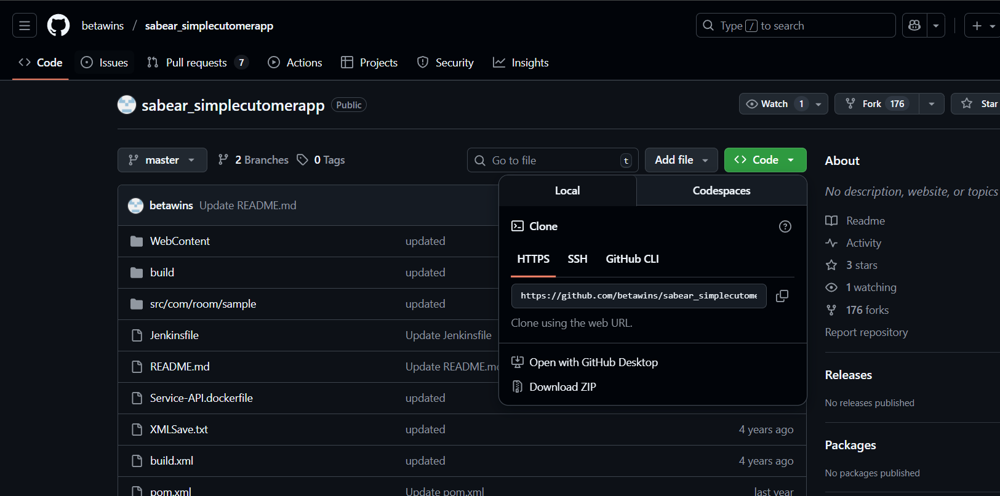 betawins / sabear_simplecutomerapp
Type / to search
Code Issues Pull requests 7 Actions Projects Security Insights
sabear_simplecutomerapp Public
Watch 1 Fork 176 Star
master 2 Branches 0 Tags
Go to file t Add file Code
About
Local Codespaces
No description, website, or topics
betawins Update README.md
Readme
Clone
WebContent updated
Activity
HTTPS SSH GitHub CLI
3 stars
build updated
1 watching
https://github.com/betawins/sabear_simplecutome
src/com/room/sample updated
176 forks
Clone using the web URL.
Report repository
Jenkinsfile Update Jenkinsfile
Open with GitHub Desktop
README.md Update README.md
Releases
Download ZIP
Service-API.dockerfile updated
No releases published
XMLSave.txt updated 4 years ago
Packages
build.xml updated 4 years ago
No packages published
pom.xml Update pom.xml last year